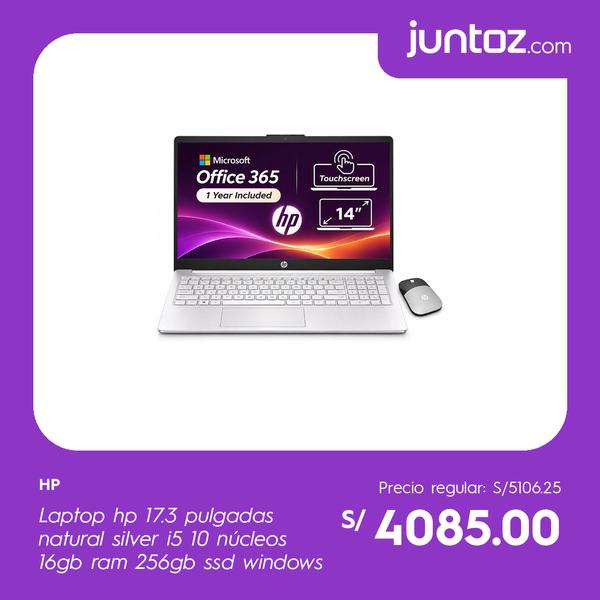 juntoz.com
Microsoft
Office 365
1 Year Included
Touchscreen
14"
hp
hp
HP
Laptop hp 17.3 pulgadas
natural silver i5 10 núcleos
16gb ram 256gb ssd windows
Precio regular: S/5106.25
S/ 4085.00